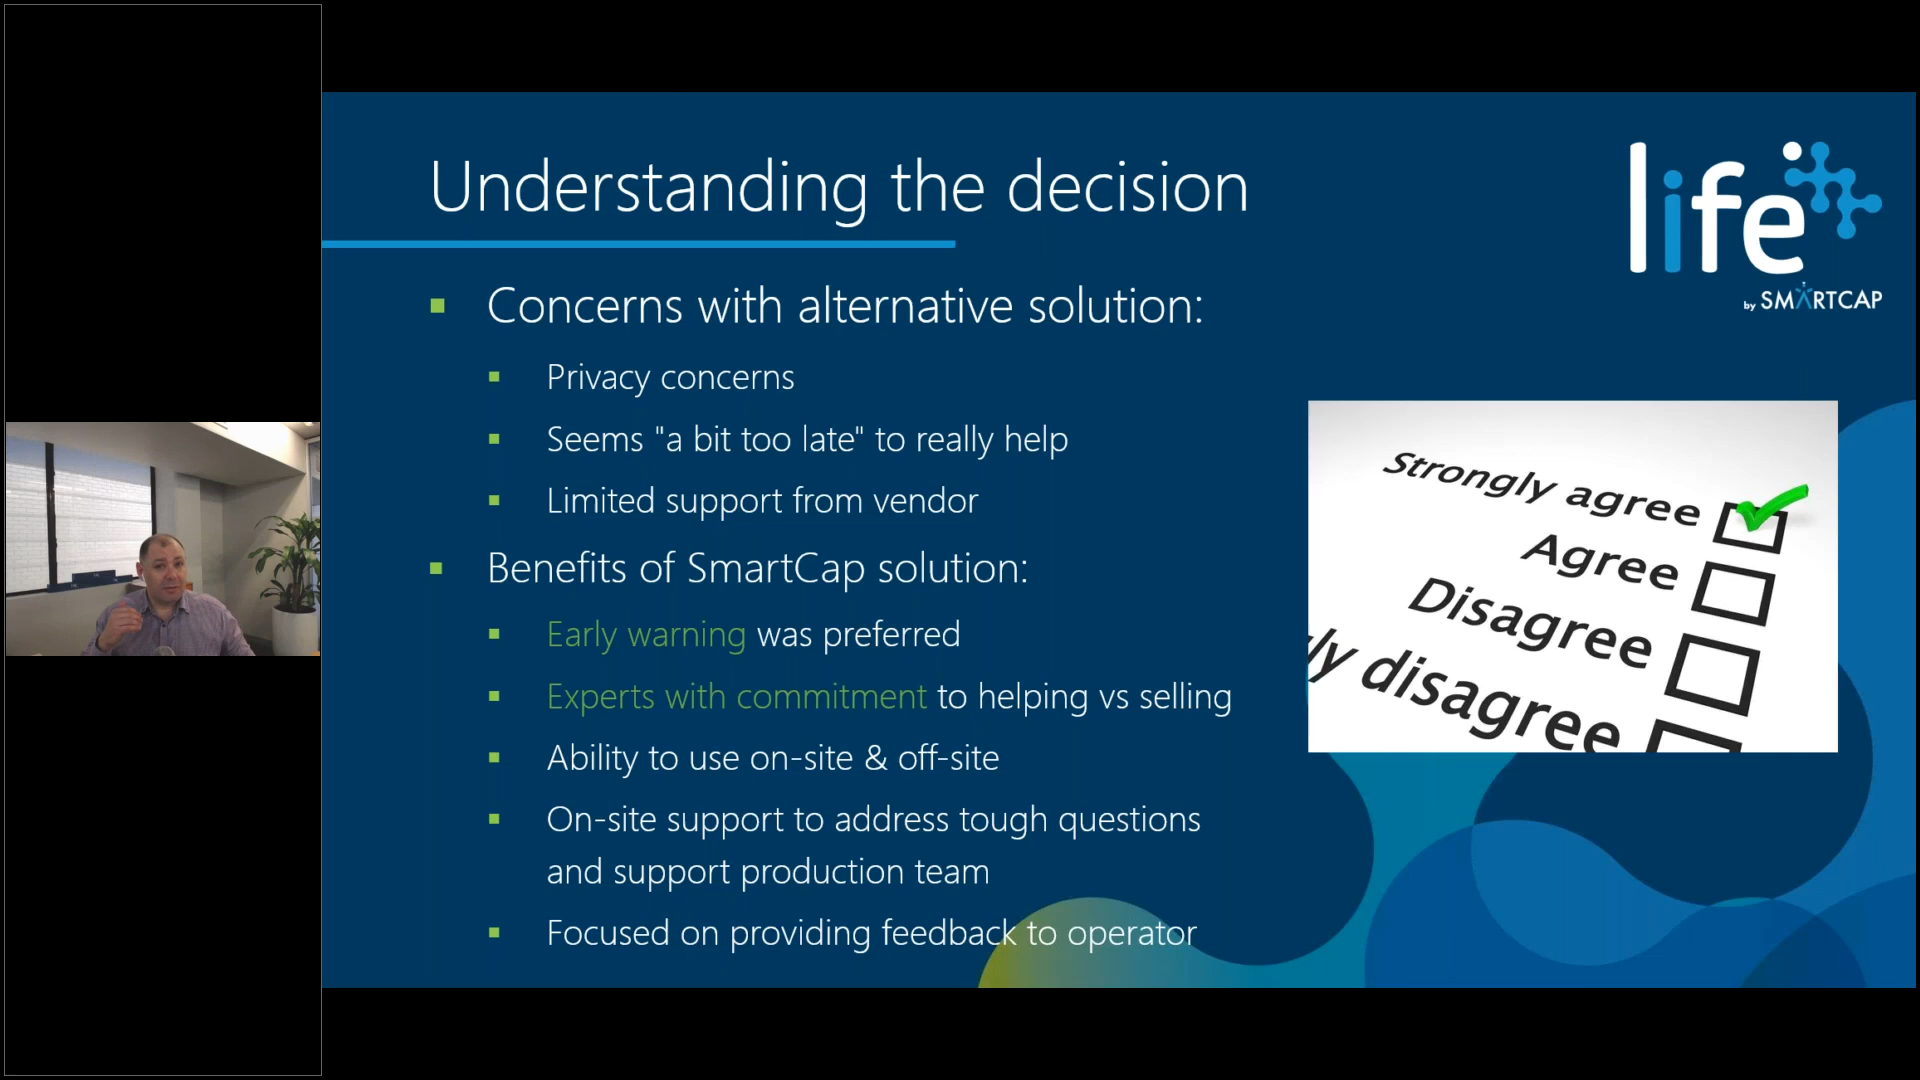 Understanding the decision
life
by SMARTCAP
Concerns with alternative solution:
Privacy concerns
Seems "a bit too late" to really help
Limited support from vendor
Benefits of SmartCap solution:
Early warning was preferred
Experts with commitment to helping vs selling
Ability to use on-site & off-site
On-site support to address tough questions
and support production team
Focused on providing feedback to operator
Strongly agree
Agree
Disagree
ly disagree